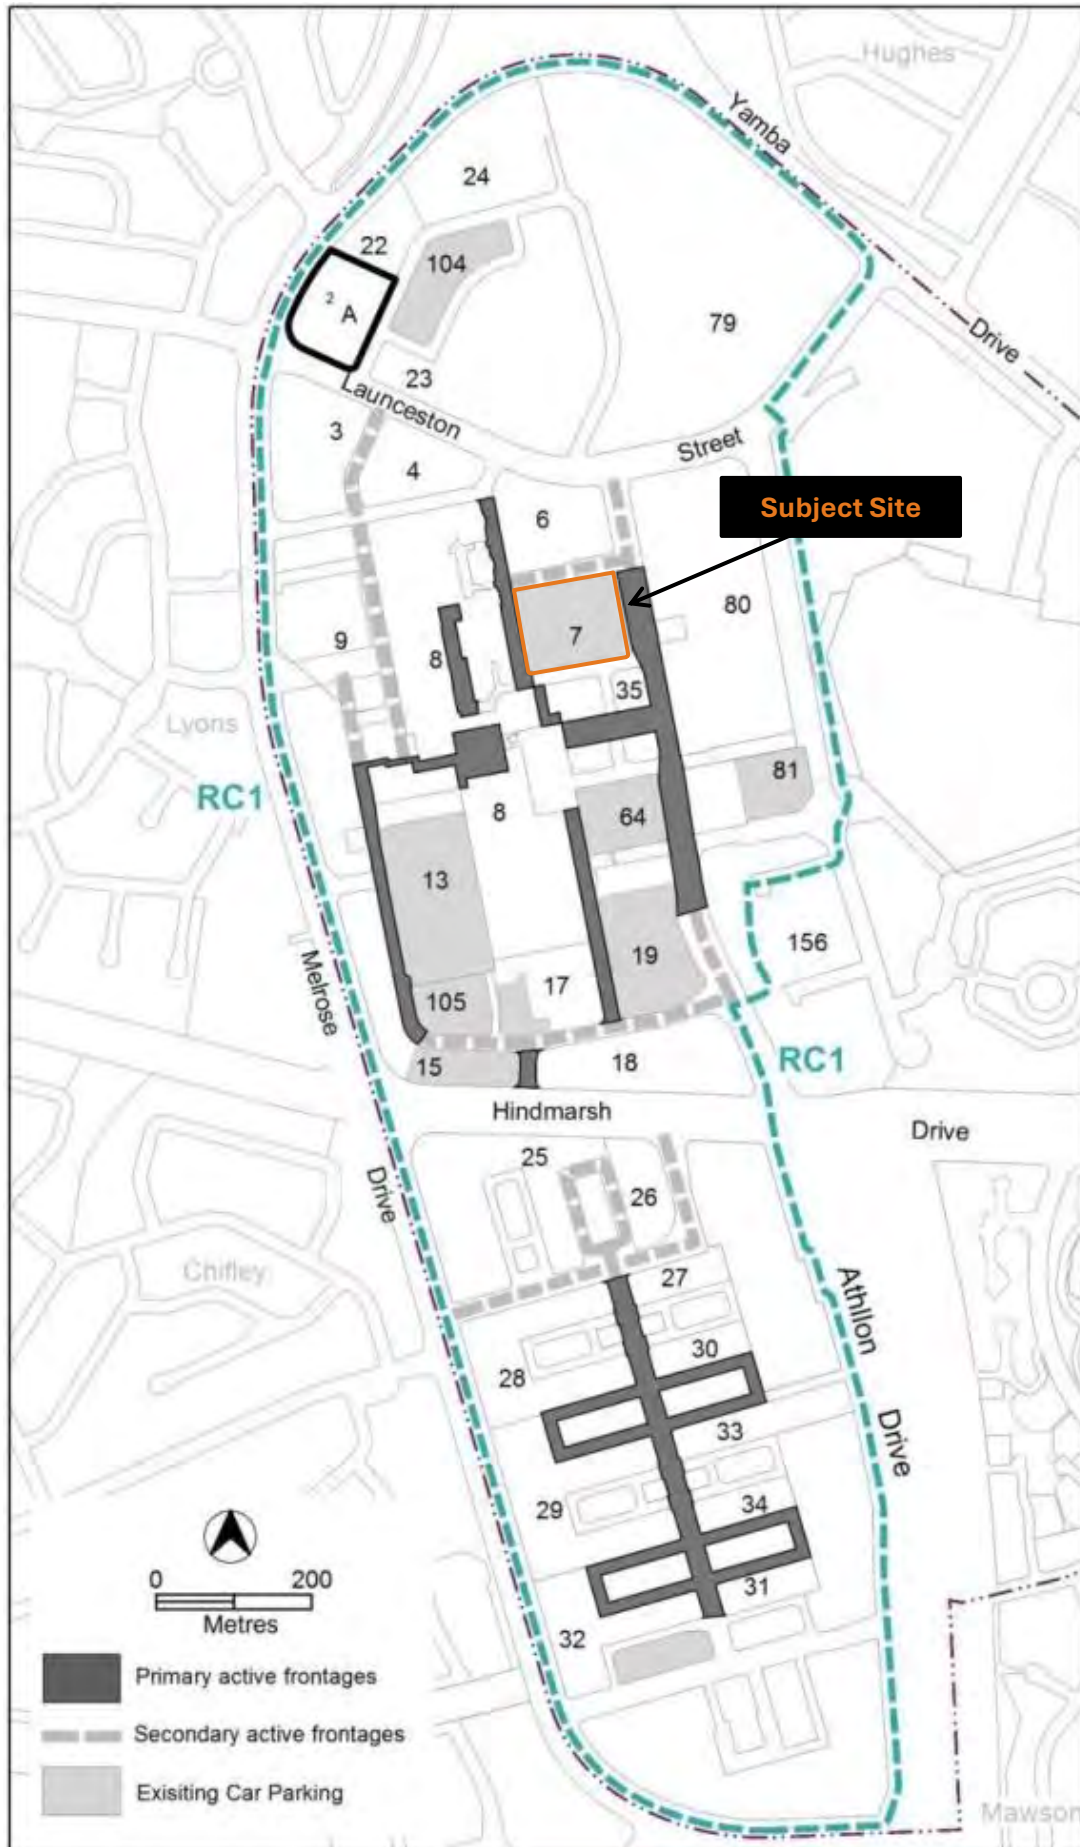 Hughes
Yamba
24
22
104
2
A
79
Drive
23
Launceston
3
Street
4
6
Subject Site
80
7
9
8
35
Lyons
81
RC1
8
64
13
156
19
17
105
Melrose
RC1
18
15
Hindmarsh
Drive
25
Drive
26
Chifley
27
Athllon
30
28
Drive
33
29
34
31
0 200
Metres
32
Primary active frontages
Secondary active frontages
Exisiting Car Parking
Mawson